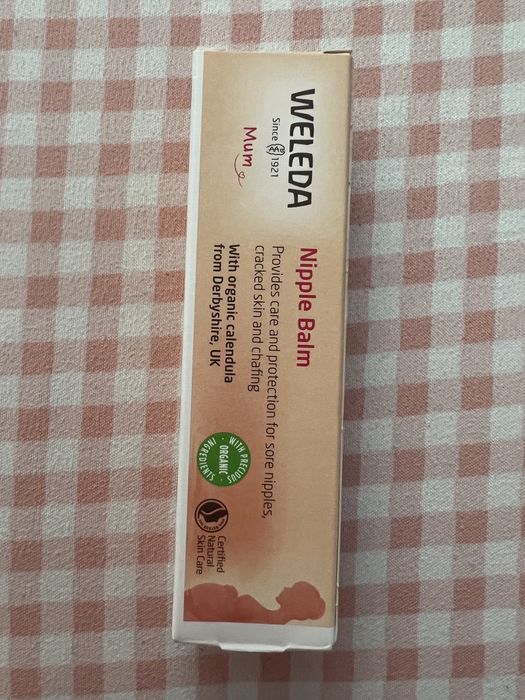 WELEDA
Since 1921
Mum
Nipple Balm
Provides care and protection for sore nipples,
cracked skin and chafing
With organic calendula
from Derbyshire, UK
WITH PRECIOUS
ORGANIC
INGREDIENTS
Certified
Natural
Skin Care